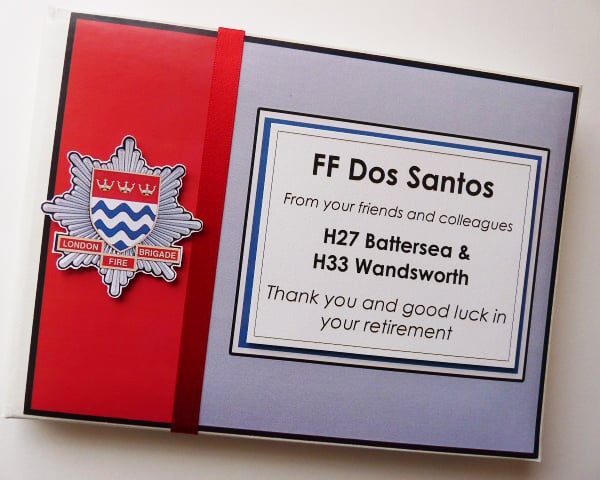 FF Dos Santos
From your friends and colleagues
H27 Battersea &
H33 Wandsworth
Thank you and good luck in
your retirement
LONDON
FIRE
BRIGADE